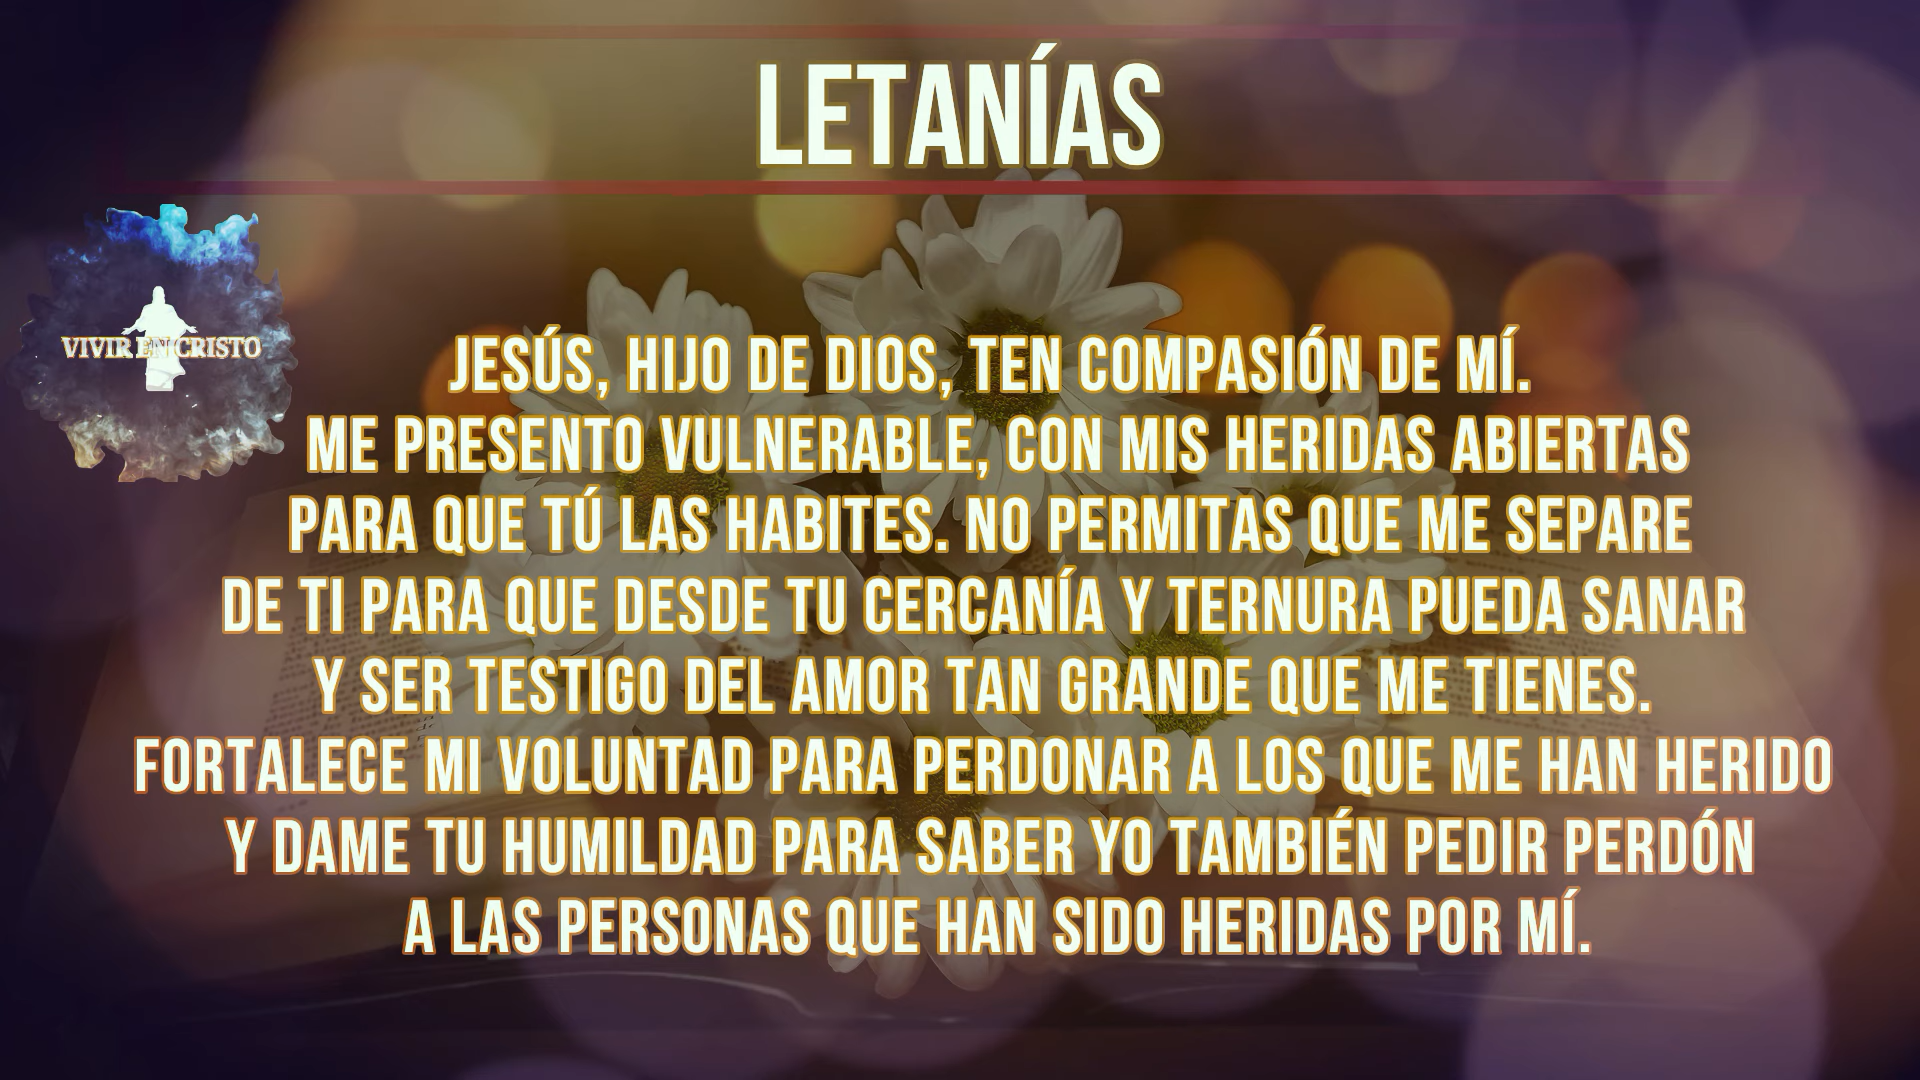 LETANÍAS
VIVIR EN CRISTO
JESÚS, HIJO DE DIOS, TEN COMPASIÓN DE MÍ.
ME PRESENTO VULNERABLE, CON MIS HERIDAS ABIERTAS
PARA QUE TÚ LAS HABITES. NO PERMITAS QUE ME SEPARE
DE TI PARA QUE DESDE TU CERCANÍA Y TERNURA PUEDA SANAR
Y SER TESTIGO DEL AMOR TAN GRANDE QUE ME TIENES.
FORTALECE MI VOLUNTAD PARA PERDONAR A LOS QUE ME HAN HERIDO
Y DAME TU HUMILDAD PARA SABER YO TAMBIÉN PEDIR PERDÓN
A LAS PERSONAS QUE HAN SIDO HERIDAS POR MÍ.